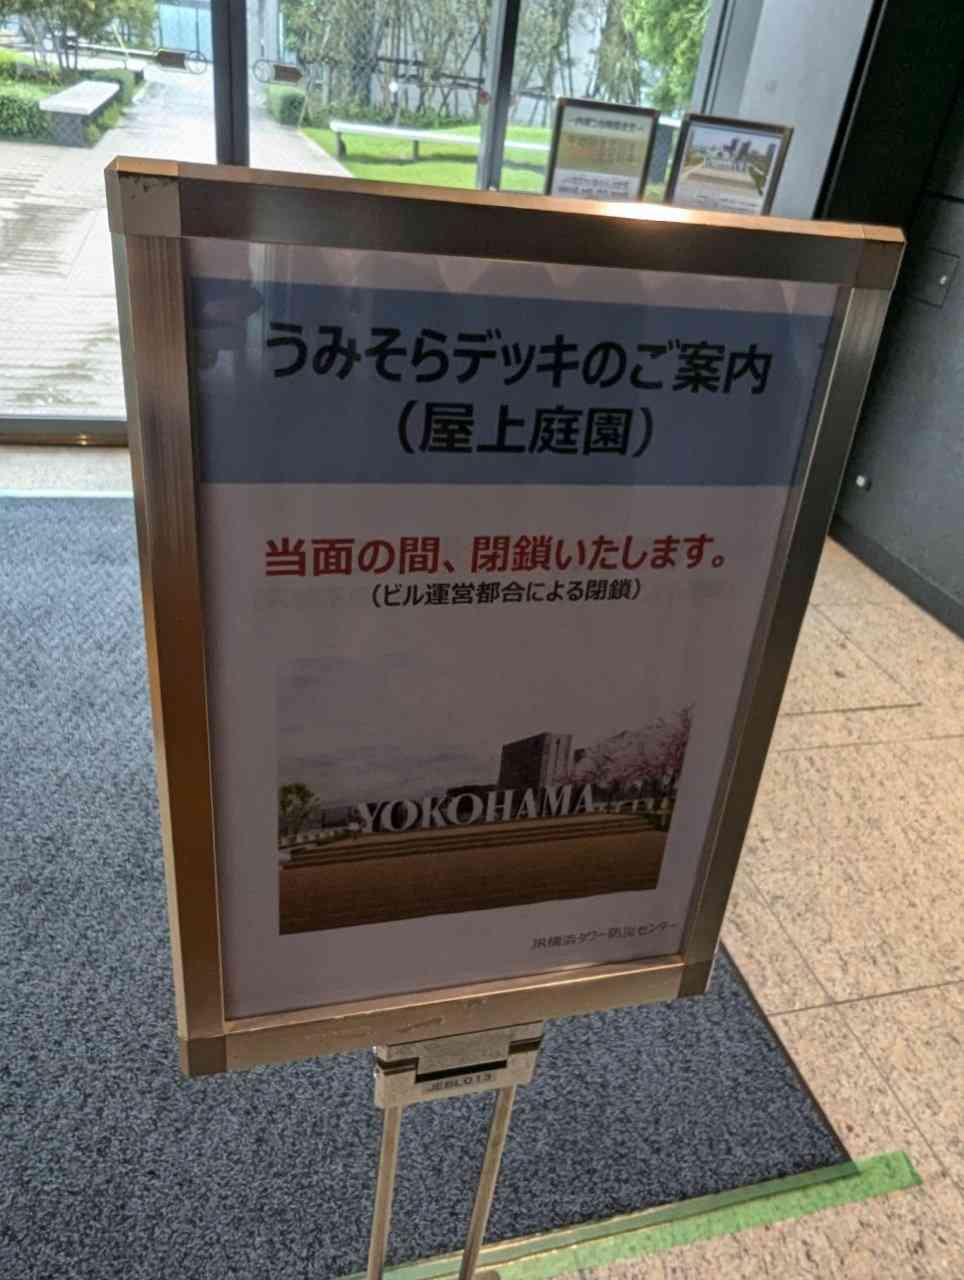 うみそらデッキのご案内
（屋上庭園）
当面の間、閉鎖いたします。
（ビル運営都合による閉鎖）
YOKOHAMA
JR横浜タワー防災センター
JEBL013